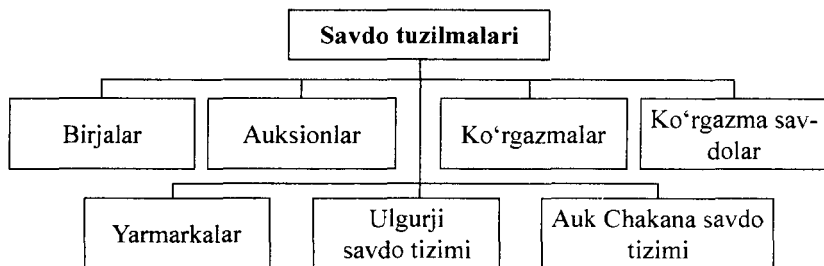 Savdo tuzilmalari
Birjalar
Auksionlar
Ko‘rgazmalar
Ko‘rgazma sav-
dolar
Yarmarkalar
Ulgurji
savdo tizimi
Auk Chakana savdo
tizimi